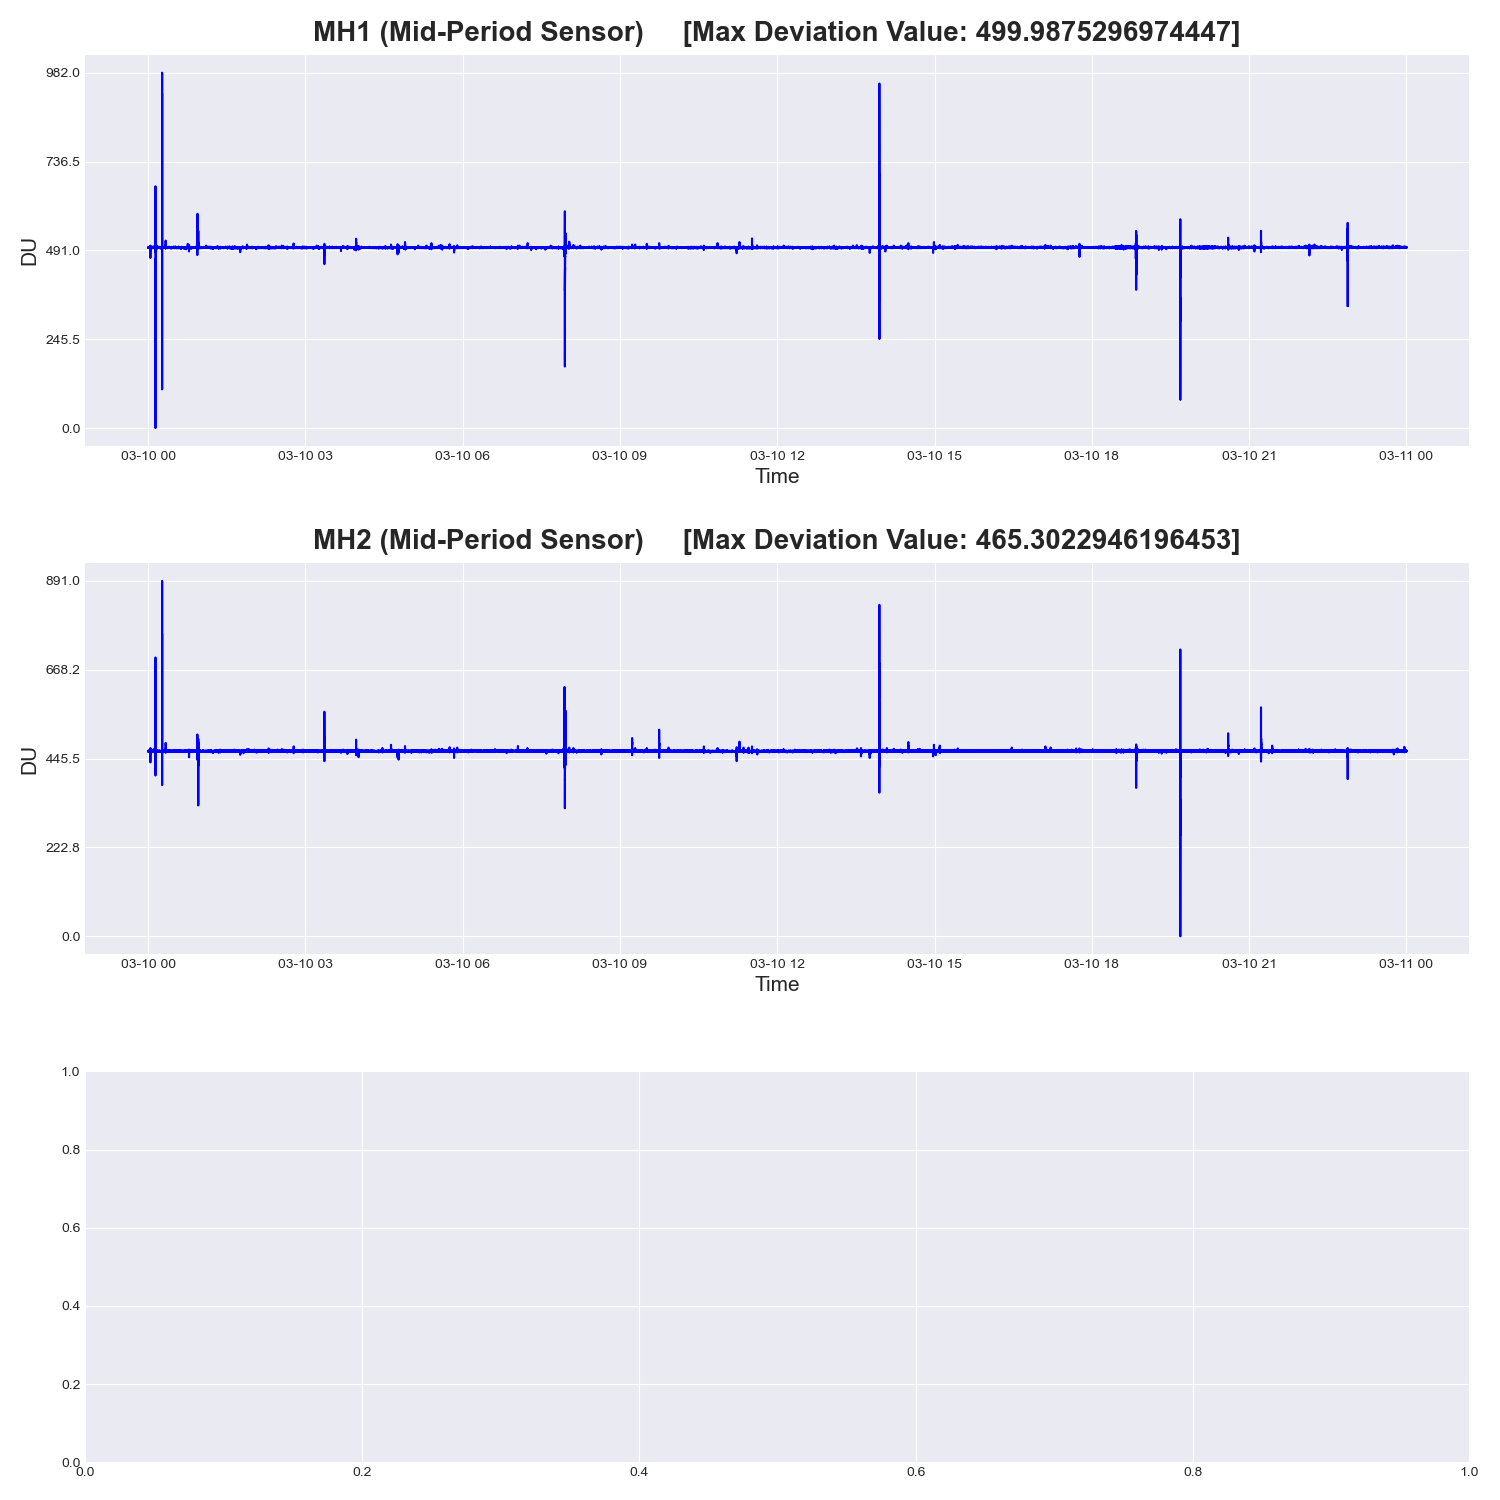 MH1 (Mid-Period Sensor) [Max Deviation Value: 499.9875296974447]
982.0
736.5
491.0
245.5
0.0
DU
03-10 00 03-10 03 03-10 06 03-10 09 03-10 12 03-10 15 03-10 18 03-10 21 03-11 00
Time
MH2 (Mid-Period Sensor) [Max Deviation Value: 465.3022946196453]
891.0
668.2
445.5
222.8
0.0
DU
03-10 00 03-10 03 03-10 06 03-10 09 03-10 12 03-10 15 03-10 18 03-10 21 03-11 00
Time
1.0
0.8
0.6
0.4
0.2
0.0
0.0 0.2 0.4 0.6 0.8 1.0